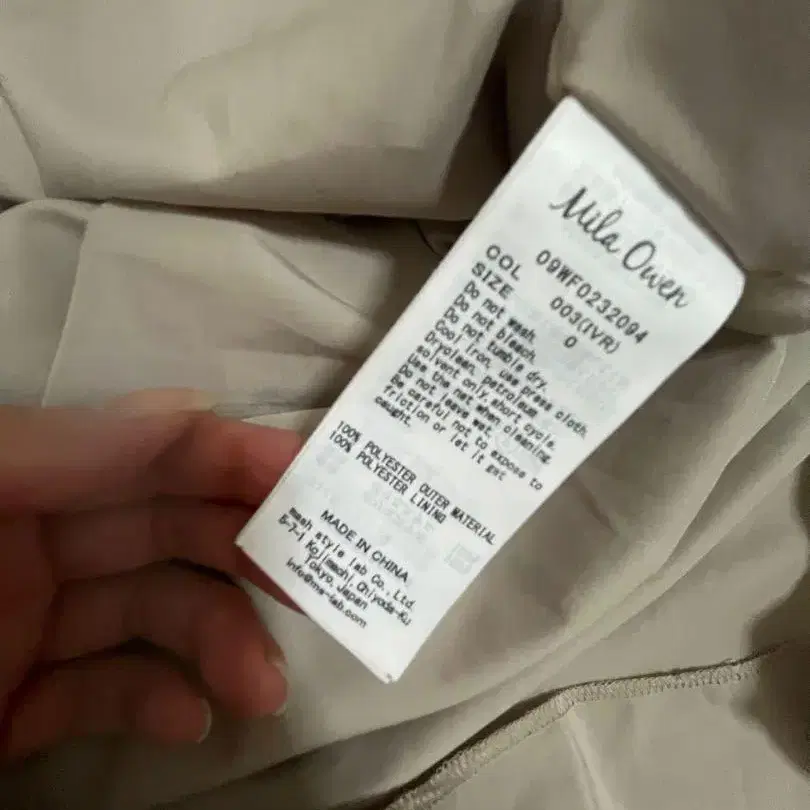 Mila Owen
09WF0232094
COL 003(IVR)
SIZE 0
Do not wash.
Do not bleach.
Do not tumble dry.
Cool iron, use press cloth.
Dryclean, petroleum
solvent only,short cycle.
Use the net when cleaning.
Do not leave wet.
Be careful not to expose to
friction or let it get
caught.
100% POLYESTER OUTER MATERIAL
100% POLYESTER LINING
MADE IN CHINA
mash style lab Co., Ltd.
5-7-1 Kojimachi, Chiyoda-Ku
Tokyo, Japan
info@ms-lab.com